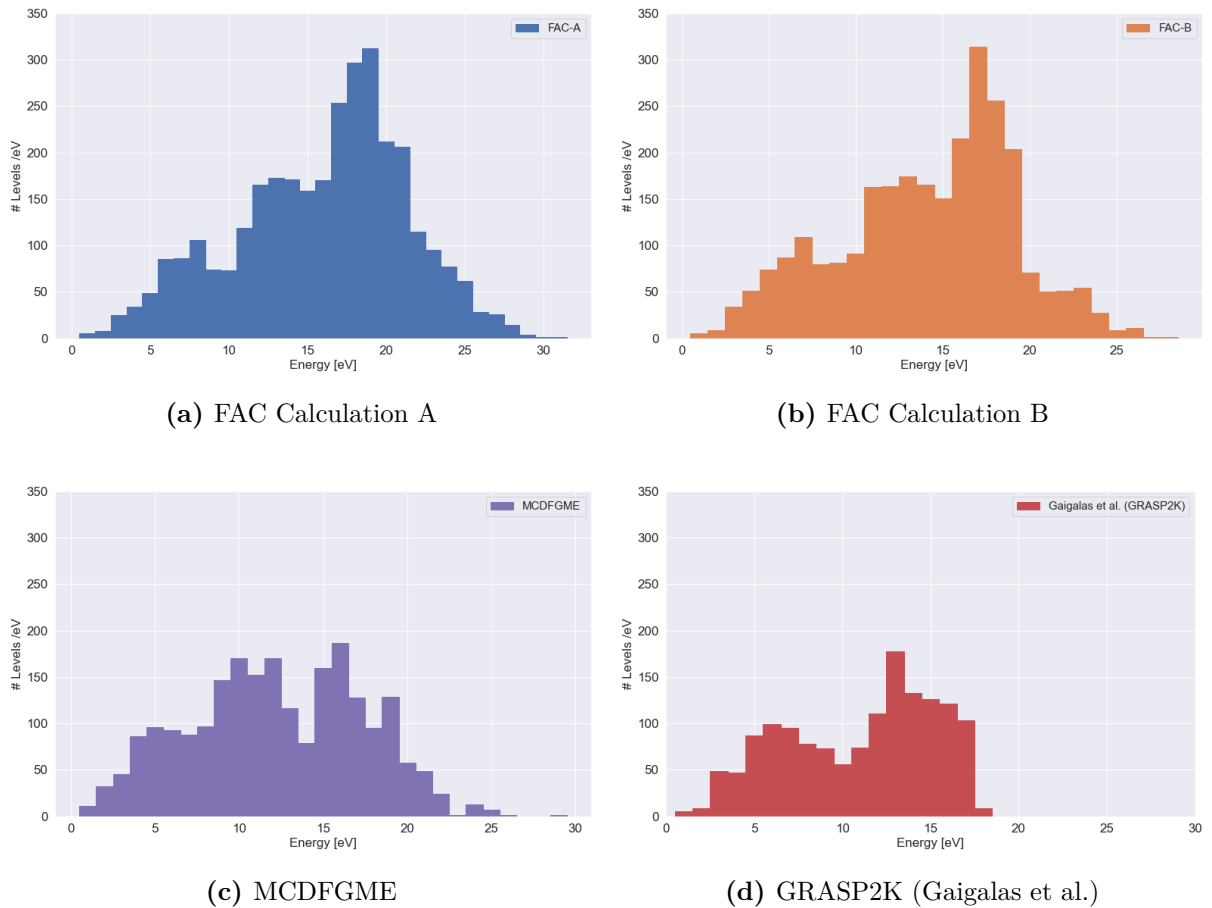 350
300
250
200
150
100
50
0
# Levels /eV
FAC-A
0 5 10 15 20 25 30
Energy [eV]
(a) FAC Calculation A
350
300
250
200
150
100
50
0
# Levels /eV
FAC-B
0 5 10 15 20 25
Energy [eV]
(b) FAC Calculation B
350
300
250
200
150
100
50
0
# Levels /eV
MCDFGME
0 5 10 15 20 25 30
Energy [eV]
(c) MCDFGME
350
300
250
200
150
100
50
0
# Levels /eV
Gaigalas et al. (GRASP2K)
0 5 10 15 20 25 30
Energy [eV]
(d) GRASP2K (Gaigalas et al.)